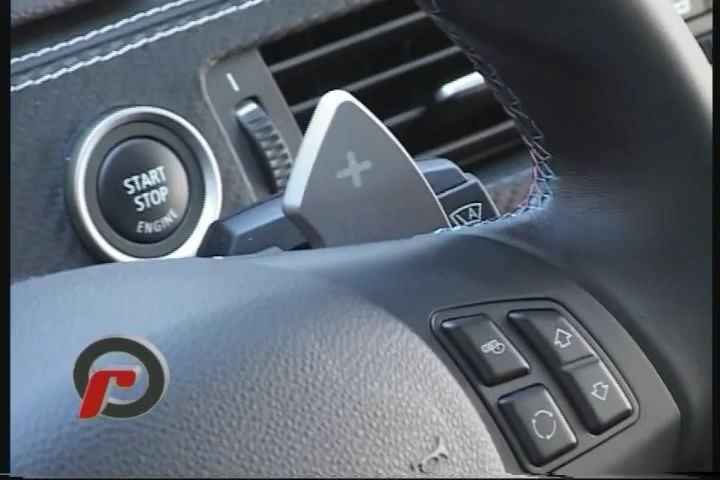 START
STOP
ENGINE
+
A
r